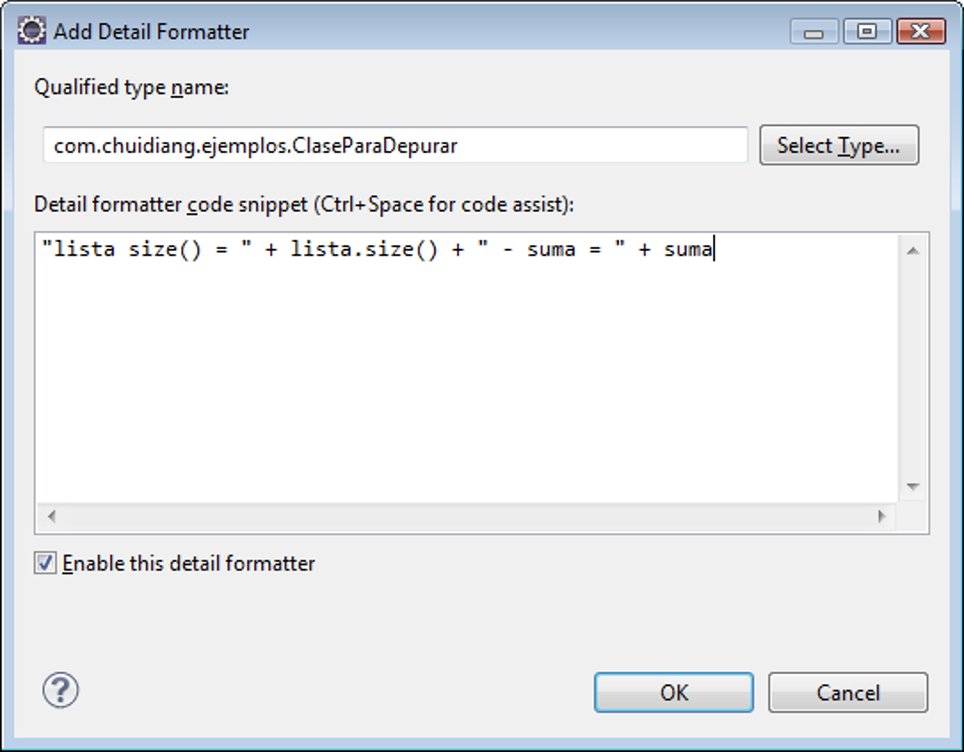 Add Detail Formatter
Qualified type name:
com.chuidiang.ejemplos.ClaseParaDepurar
Select Type...
Detail formatter code snippet (Ctrl+Space for code assist):
"lista size() = " + lista.size() + " - suma = " + suma
Enable this detail formatter
?
OK
Cancel